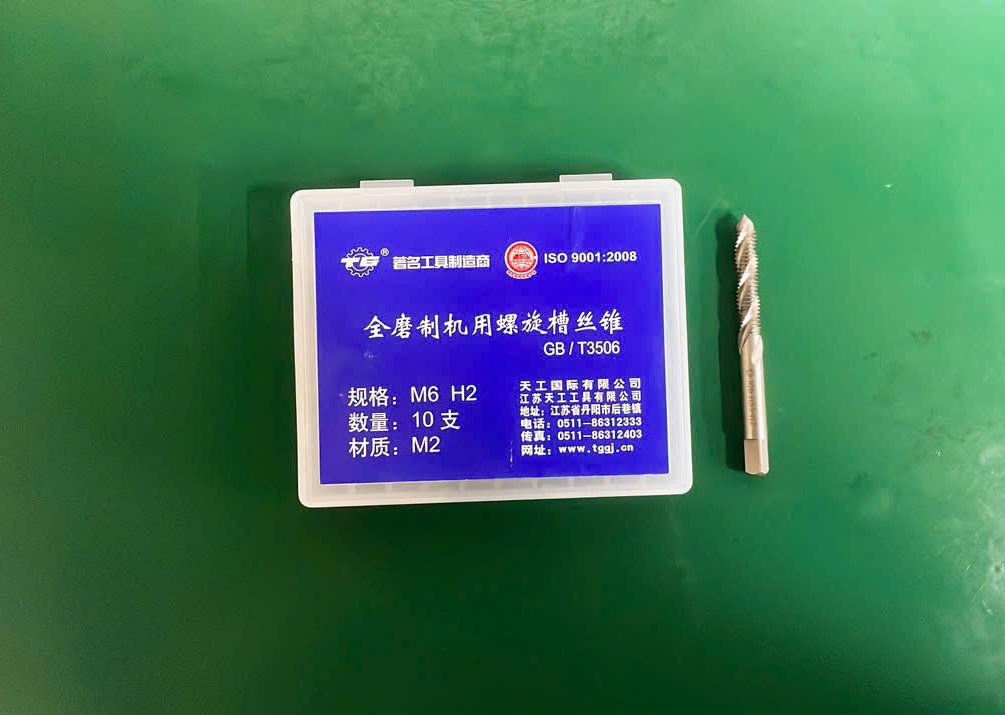 TG® 著名工具制造商 ISO 9001:2008
全磨制机用螺旋槽丝锥
GB / T3506
规格：M6 H2
数量：10 支
材质：M2
天工国际有限公司
江苏天工工具有限公司
地址：江苏省丹阳市后巷镇
电话：0511-86312333
传真：0511-86312403
网址：www.tggj.cn